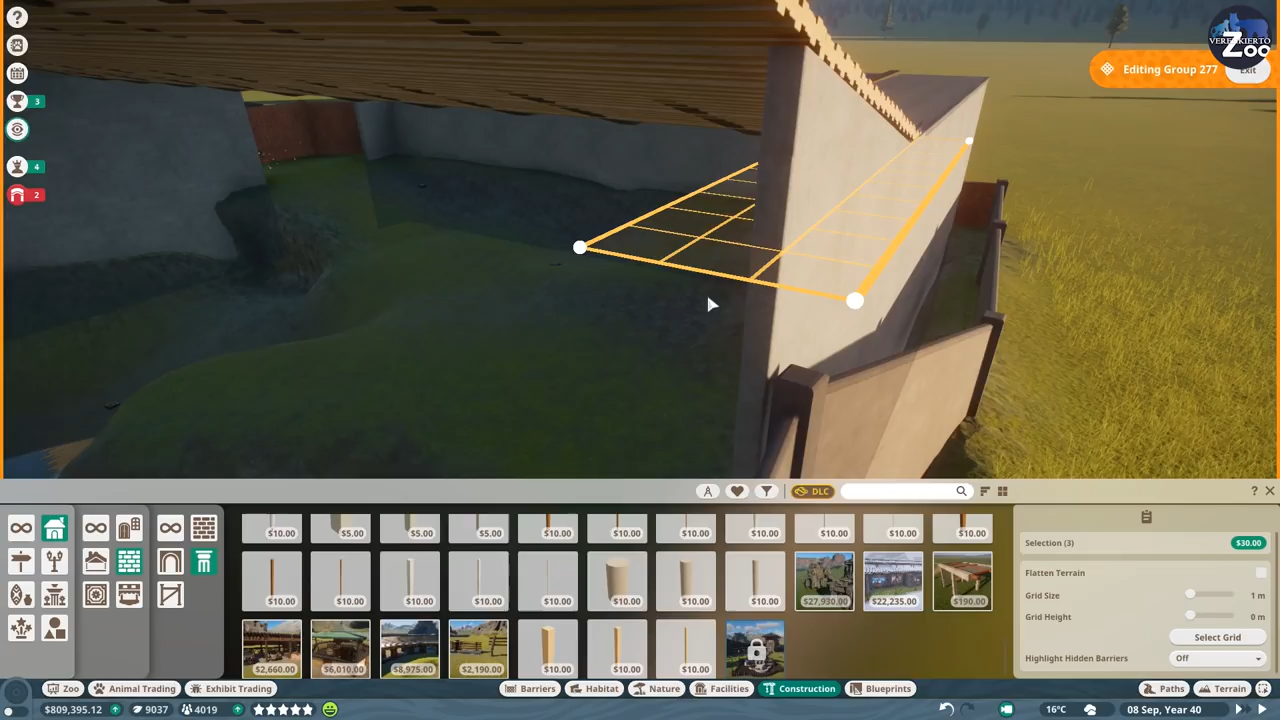 VEREKKIERTO
Zoo
Editing Group 277
Exit
3
4
2
DLC
$10.00 $5.00 $5.00 $5.00 $10.00 $10.00 $10.00 $10.00 $10.00 $10.00 $10.00
$10.00 $10.00 $10.00 $10.00 $10.00 $10.00 $10.00 $10.00 $27,930.00 $22,235.00 $190.00
$2,660.00 $6,010.00 $8,975.00 $2,190.00 $10.00 $10.00 $10.00
Selection (3) $30.00
Flatten Terrain
Grid Size 1 m
Grid Height 0 m
Select Grid
Highlight Hidden Barriers Off
Zoo Animal Trading Exhibit Trading Barriers Habitat Nature Facilities Construction Blueprints Paths Terrain
$809,395.12 9037 4019 16°C 08 Sep, Year 40